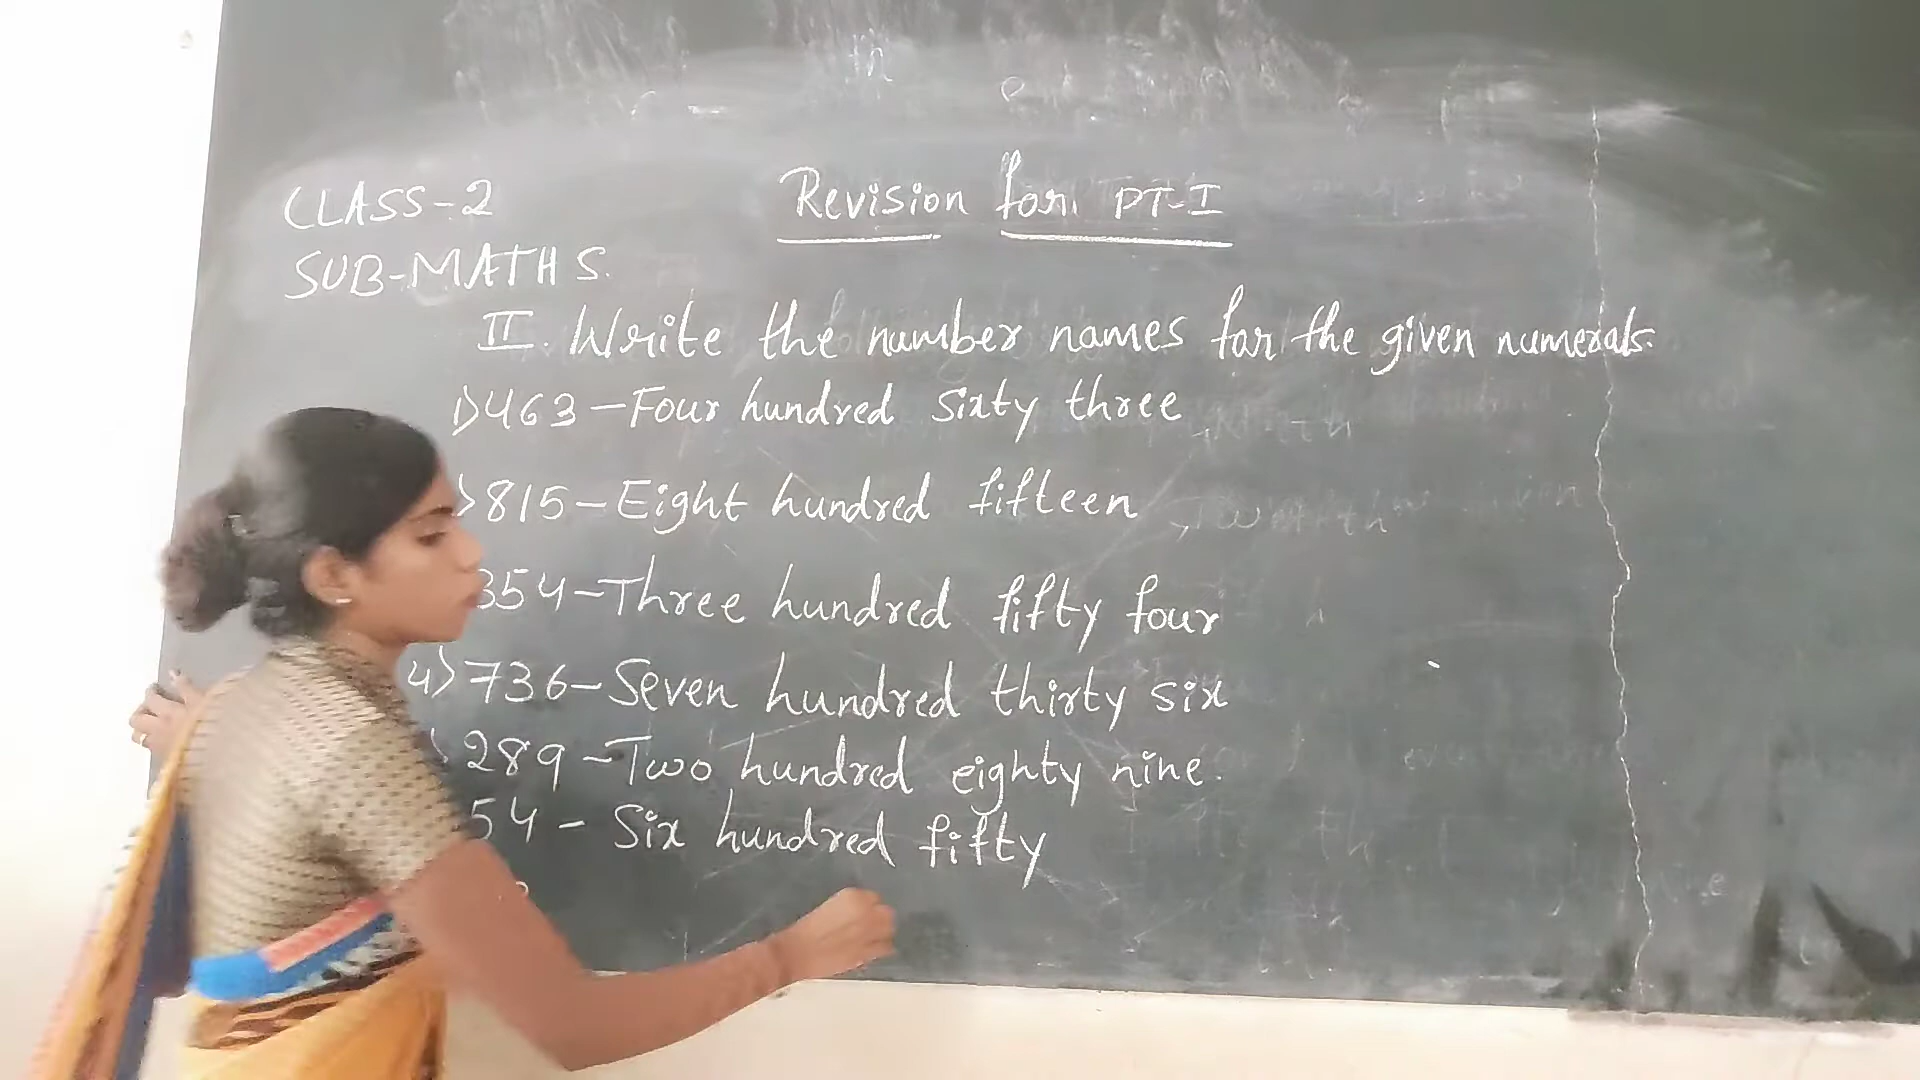 CLASS-2
Revision for PT-I
SUB-MATHS.
II. Write the number names for the given numerals.
1)463-Four hundred sixty three
)815-Eight hundred fifteen
354-Three hundred fifty four
4)736-Seven hundred thirty six
)289-Two hundred eighty nine.
54-Six hundred fifty